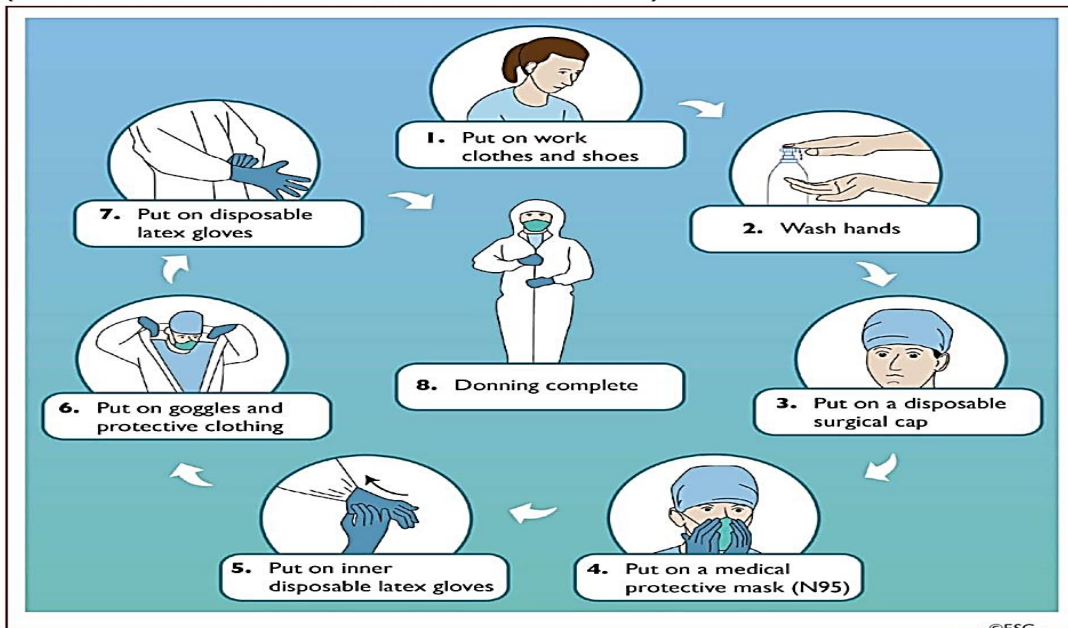 1. Put on work
clothes and shoes
2. Wash hands
3. Put on a disposable
surgical cap
4. Put on a medical
protective mask (N95)
5. Put on inner
disposable latex gloves
6. Put on goggles and
protective clothing
7. Put on disposable
latex gloves
8. Donning complete